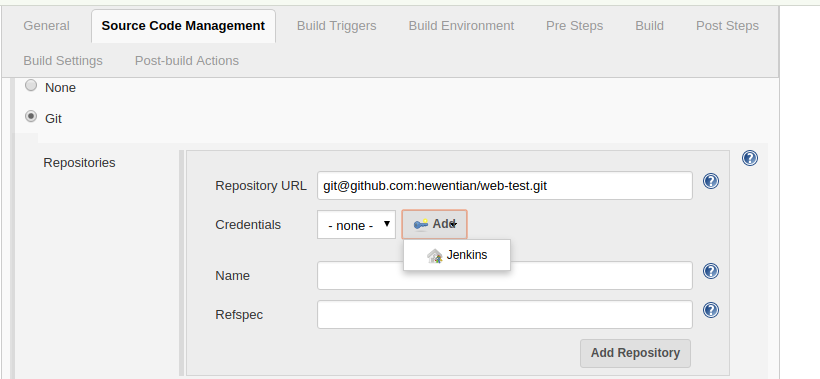 General Source Code Management Build Triggers Build Environment Pre Steps Build Post Steps
Build Settings Post-build Actions
None
Git
Repositories
Repository URL git@github.com:hewentian/web-test.git
Credentials - none - Add
Jenkins
Name
Refspec
Add Repository